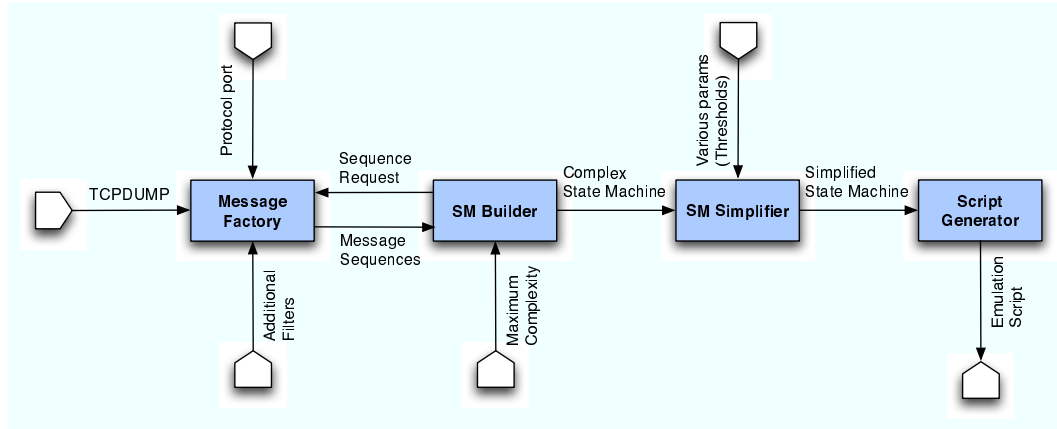 Protocol port
Various params
(Thresholds)
TCPDUMP
Message
Factory
Sequence
Request
Message
Sequences
SM Builder
Complex
State Machine
SM Simplifier
Simplified
State Machine
Script
Generator
Additional
Filters
Maximum
Complexity
Emulation
Script